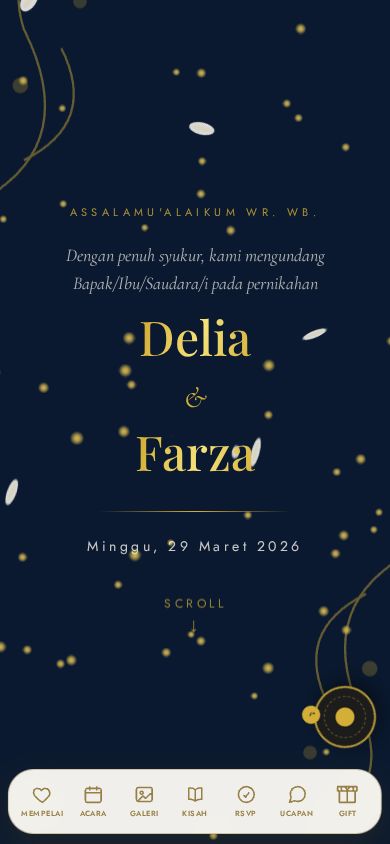 ASSALAMU'ALAIKUM WR. WB.
Dengan penuh syukur, kami mengundang
Bapak/Ibu/Saudara/i pada pernikahan
Delia
&
Farza
Minggu, 29 Maret 2026
SCROLL
↓
MEMPELAI ACARA GALERI KISAH RSVP UCAPAN GIFT